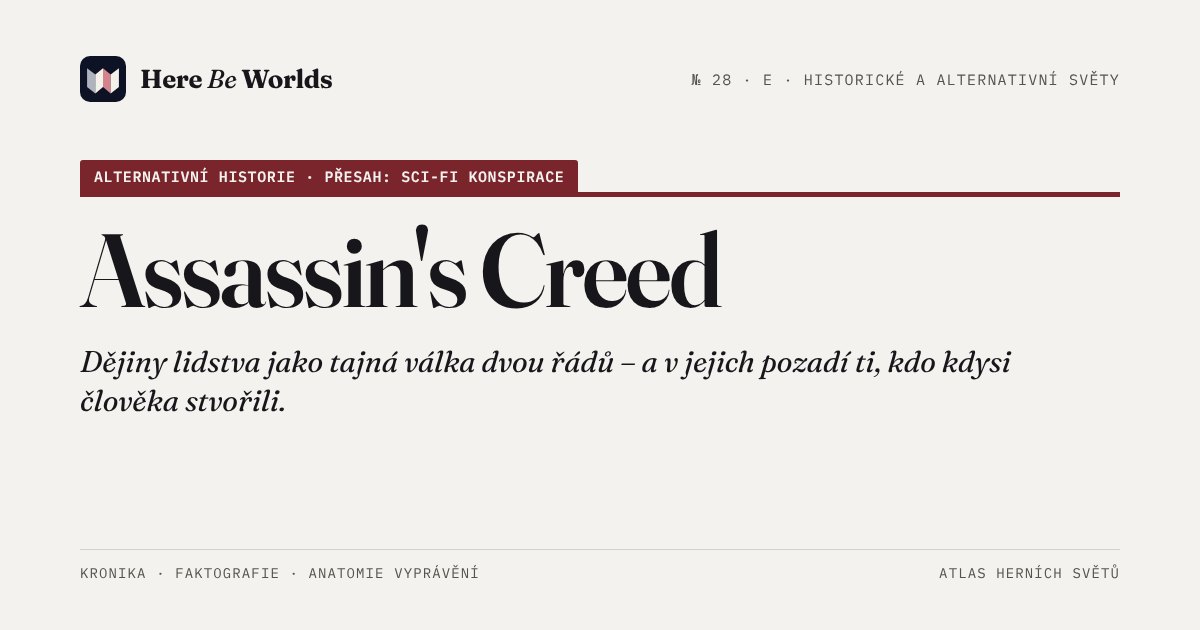 Here Be Worlds
№ 28 · E · HISTORICKÉ A ALTERNATIVNÍ SVĚTY
ALTERNATIVNÍ HISTORIE · PŘESAH: SCI-FI KONSPIRACE
Assassin's Creed
Dějiny lidstva jako tajná válka dvou řádů – a v jejich pozadí ti, kdo kdysi
člověka stvořili.
KRONIKA · FAKTOGRAFIE · ANATOMIE VYPRÁVĚNÍ
ATLAS HERNÍCH SVĚTŮ